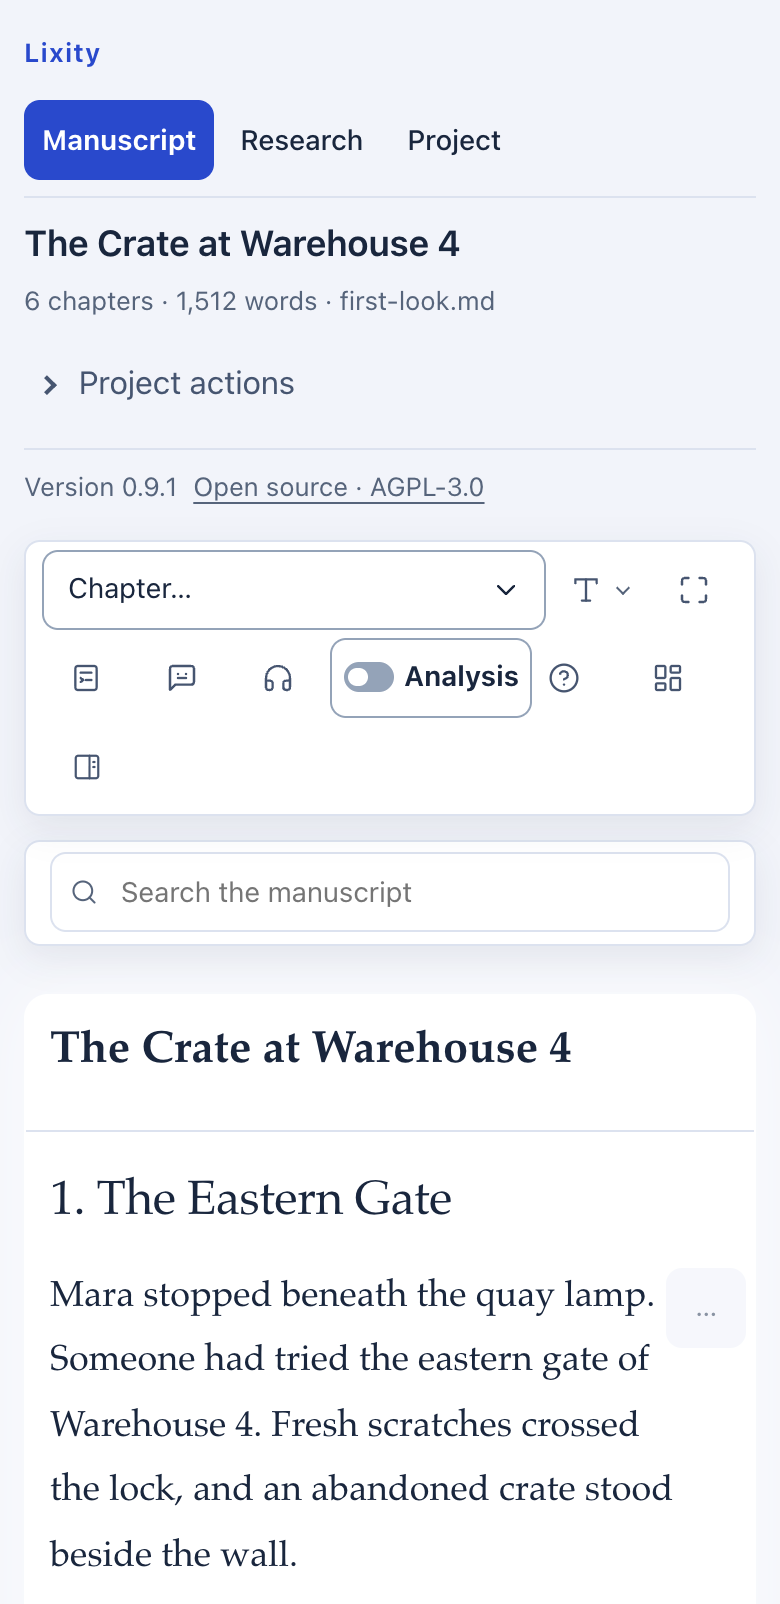 Lixity
Manuscript Research Project
The Crate at Warehouse 4
6 chapters · 1,512 words · first-look.md
Project actions
Version 0.9.1 Open source · AGPL-3.0
Chapter...
Analysis
Search the manuscript
The Crate at Warehouse 4
1. The Eastern Gate
Mara stopped beneath the quay lamp.
...
Someone had tried the eastern gate of
Warehouse 4. Fresh scratches crossed
the lock, and an abandoned crate stood
beside the wall.